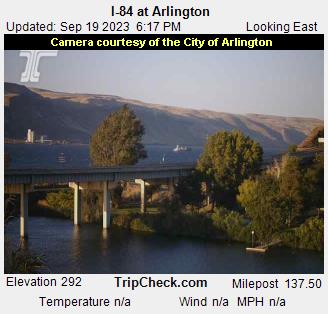 I-84 at Arlington
Updated: Sep 19 2023 6:17 PM Looking East
Camera courtesy of the City of Arlington
Elevation 292 TripCheck.com Milepost 137.50
Temperature n/a Wind n/a MPH n/a